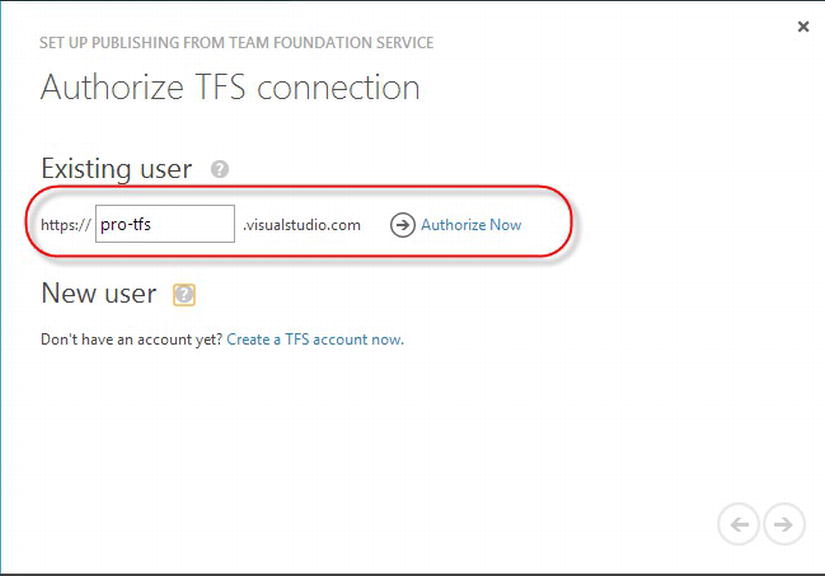 SET UP PUBLISHING FROM TEAM FOUNDATION SERVICE
Authorize TFS connection
Existing user ?
https:// pro-tfs .visualstudio.com Authorize Now
New user ?
Don't have an account yet? Create a TFS account now.